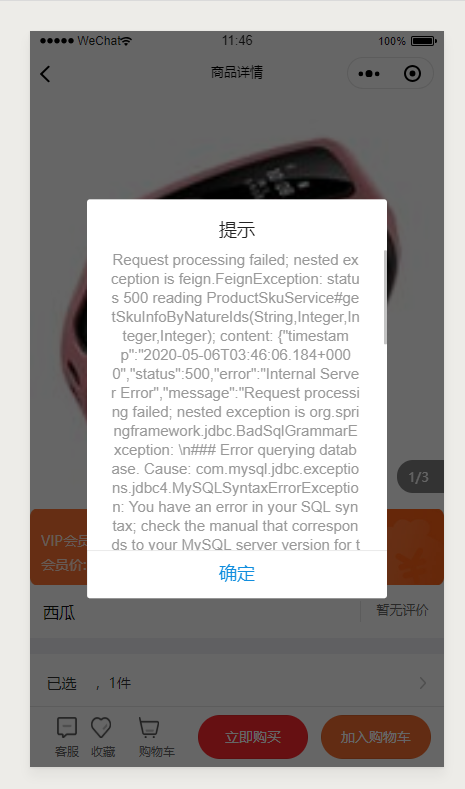 WeChat 11:46 100%
商品详情
提示
Request processing failed; nested ex
ception is feign.FeignException: statu
s 500 reading ProductSkuService#ge
tSkuInfoByNatureIds(String,Integer,In
teger,Integer); content: {"timestam
p":"2020-05-06T03:46:06.184+000
0","status":500,"error":"Internal Serve
r Error","message":"Request processi
ng failed; nested exception is org.spri
ngframework.jdbc.BadSqlGrammarE
xception: \n### Error querying datab
ase. Cause: com.mysql.jdbc.exceptio
ns.jdbc4.MySQLSyntaxErrorExceptio
n: You have an error in your SQL syn
tax; check the manual that correspon
ds to your MySQL server version for t
确定
1/3
VIP会员
会员价:
西瓜 暂无评价
已选 ，1件
客服 收藏 购物车 立即购买 加入购物车